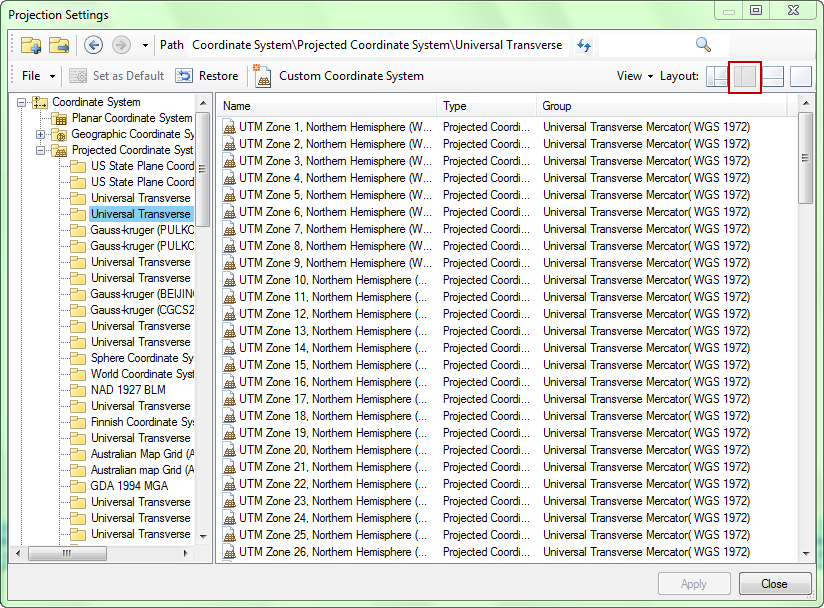 Projection Settings
Path Coordinate System\Projected Coordinate System\Universal Transverse
File Set as Default Restore Custom Coordinate System View Layout:
Coordinate System
Planar Coordinate System
Geographic Coordinate Sy
Projected Coordinate Syst
US State Plane Coord
US State Plane Coord
Universal Transverse
Universal Transverse
Gauss-kruger (PULKO
Gauss-kruger (PULKO
Universal Transverse
Universal Transverse
Gauss-kruger (BEIJIN
Gauss-kruger (CGCS2
Universal Transverse
Universal Transverse
Sphere Coordinate Sy
World Coordinate Syst
NAD 1927 BLM
Universal Transverse
Finnish Coordinate Sys
Universal Transverse
Australian Map Grid (A
Australian map Grid (A
GDA 1994 MGA
Universal Transverse
Universal Transverse
Universal Transverse
Name Type Group
UTM Zone 1, Northern Hemisphere (W... Projected Coordi... Universal Transverse Mercator( WGS 1972)
UTM Zone 2, Northern Hemisphere (W... Projected Coordi... Universal Transverse Mercator( WGS 1972)
UTM Zone 3, Northern Hemisphere (W... Projected Coordi... Universal Transverse Mercator( WGS 1972)
UTM Zone 4, Northern Hemisphere (W... Projected Coordi... Universal Transverse Mercator( WGS 1972)
UTM Zone 5, Northern Hemisphere (W... Projected Coordi... Universal Transverse Mercator( WGS 1972)
UTM Zone 6, Northern Hemisphere (W... Projected Coordi... Universal Transverse Mercator( WGS 1972)
UTM Zone 7, Northern Hemisphere (W... Projected Coordi... Universal Transverse Mercator( WGS 1972)
UTM Zone 8, Northern Hemisphere (W... Projected Coordi... Universal Transverse Mercator( WGS 1972)
UTM Zone 9, Northern Hemisphere (W... Projected Coordi... Universal Transverse Mercator( WGS 1972)
UTM Zone 10, Northern Hemisphere (... Projected Coordi... Universal Transverse Mercator( WGS 1972)
UTM Zone 11, Northern Hemisphere (... Projected Coordi... Universal Transverse Mercator( WGS 1972)
UTM Zone 12, Northern Hemisphere (... Projected Coordi... Universal Transverse Mercator( WGS 1972)
UTM Zone 13, Northern Hemisphere (... Projected Coordi... Universal Transverse Mercator( WGS 1972)
UTM Zone 14, Northern Hemisphere (... Projected Coordi... Universal Transverse Mercator( WGS 1972)
UTM Zone 15, Northern Hemisphere (... Projected Coordi... Universal Transverse Mercator( WGS 1972)
UTM Zone 16, Northern Hemisphere (... Projected Coordi... Universal Transverse Mercator( WGS 1972)
UTM Zone 17, Northern Hemisphere (... Projected Coordi... Universal Transverse Mercator( WGS 1972)
UTM Zone 18, Northern Hemisphere (... Projected Coordi... Universal Transverse Mercator( WGS 1972)
UTM Zone 19, Northern Hemisphere (... Projected Coordi... Universal Transverse Mercator( WGS 1972)
UTM Zone 20, Northern Hemisphere (... Projected Coordi... Universal Transverse Mercator( WGS 1972)
UTM Zone 21, Northern Hemisphere (... Projected Coordi... Universal Transverse Mercator( WGS 1972)
UTM Zone 22, Northern Hemisphere (... Projected Coordi... Universal Transverse Mercator( WGS 1972)
UTM Zone 23, Northern Hemisphere (... Projected Coordi... Universal Transverse Mercator( WGS 1972)
UTM Zone 24, Northern Hemisphere (... Projected Coordi... Universal Transverse Mercator( WGS 1972)
UTM Zone 25, Northern Hemisphere (... Projected Coordi... Universal Transverse Mercator( WGS 1972)
UTM Zone 26, Northern Hemisphere (... Projected Coordi... Universal Transverse Mercator( WGS 1972)
Apply Close